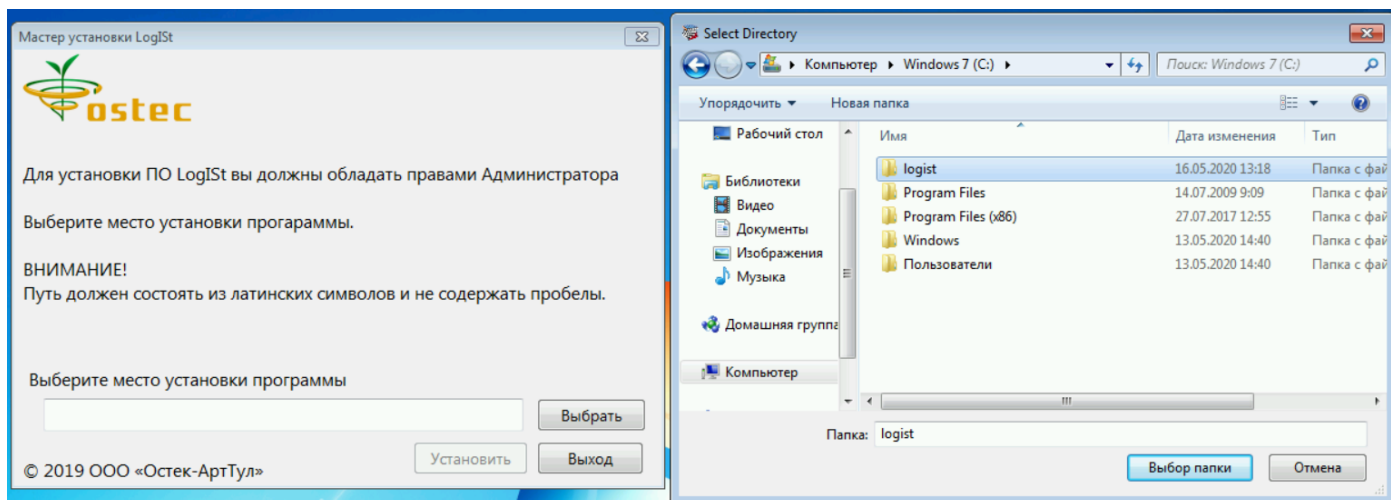 Мастер установки LogISt
ostec
Для установки ПО LogISt вы должны обладать правами Администратора
Выберите место установки прогараммы.
ВНИМАНИЕ!
Путь должен состоять из латинских символов и не содержать пробелы.
Выберите место установки программы
Выбрать
Установить
Выход
© 2019 ООО «Остек-АртТул»
Select Directory
Компьютер Windows 7 (C:)
Поиск: Windows 7 (C:)
Упорядочить Новая папка
Рабочий стол
Библиотеки
Видео
Документы
Изображения
Музыка
Домашняя группа
Компьютер
Имя Дата изменения Тип
logist 16.05.2020 13:18 Папка с фай
Program Files 14.07.2009 9:09 Папка с фай
Program Files (x86) 27.07.2017 12:55 Папка с фай
Windows 13.05.2020 14:40 Папка с фай
Пользователи 13.05.2020 14:40 Папка с фай
Папка: logist
Выбор папки
Отмена